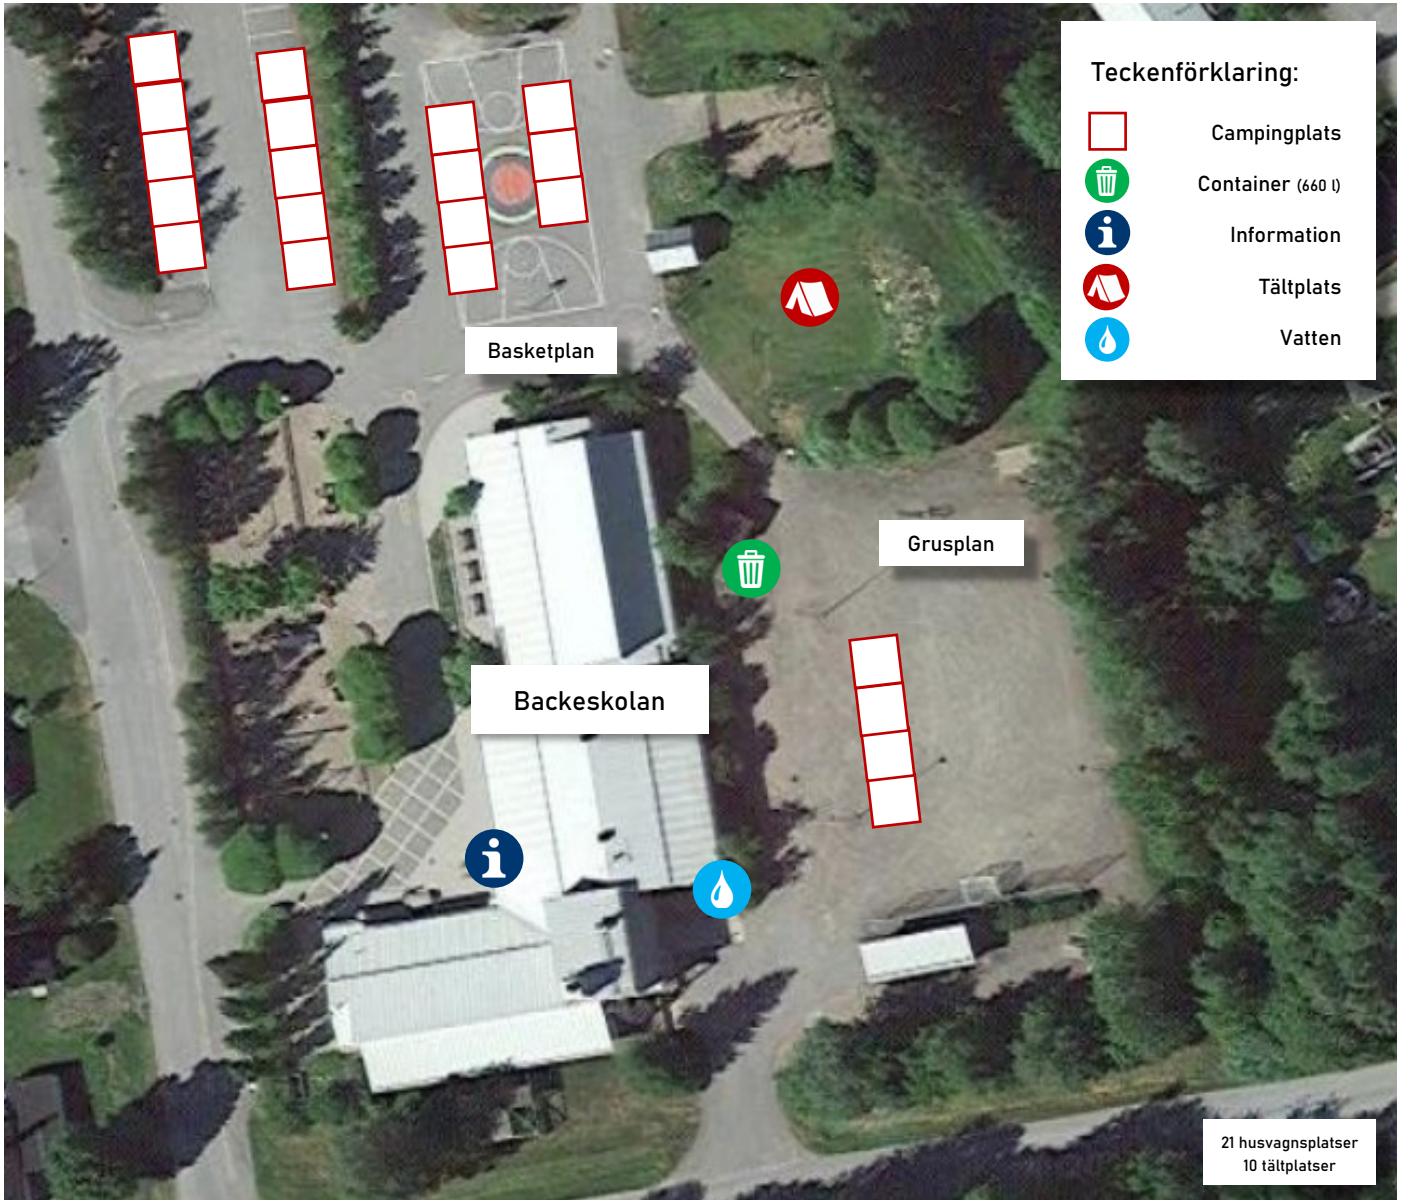 Teckenförklaring:
Campingplats
Container (660 l)
Information
Tältplats
Vatten
Basketplan
Grusplan
Backeskolan
21 husvagnsplatser
10 tältplatser